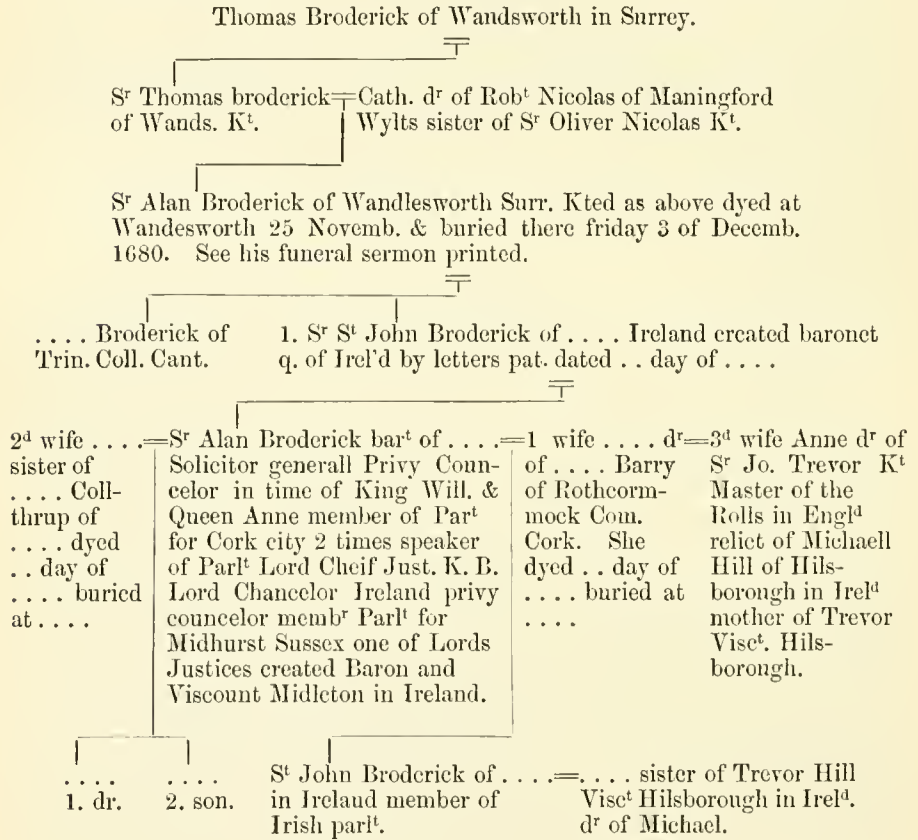 Thomas Broderick of Wandsworth in Surrey.
Sʳ Thomas broderick=Cath. dʳ of Robᵗ Nicolas of Maningford
of Wands. Kᵗ. Wylts sister of Sʳ Oliver Nicolas Kᵗ.
Sʳ Alan Broderick of Wandlesworth Surr. Kted as above dyed at
Wandesworth 25 Novemb. & buried there friday 3 of Decemb.
1680. See his funeral sermon printed.
. . . . Broderick of
Trin. Coll. Cant.
1. Sʳ Sᵗ John Broderick of . . . . Ireland created baronet
q. of Irel'd by letters pat. dated . . day of . . . .
2ᵈ wife . . . .=
sister of
. . . . Coll-
thrup of
. . . . dyed
. . day of
. . . . buried
at . . . .
Sʳ Alan Broderick barᵗ of . . . .=
Solicitor generall Privy Coun-
celor in time of King Will. &
Queen Anne member of Parᵗ
for Cork city 2 times speaker
of Parlᵗ Lord Cheif Just. K. B.
Lord Chancelor Ireland privy
councelor membʳ Parlᵗ for
Midhurst Sussex one of Lords
Justices created Baron and
Viscount Midleton in Ireland.
1 wife . . . . dʳ=
of . . . . Barry
of Rothcorm-
mock Com.
Cork. She
dyed . . day of
. . . . buried at
. . . .
3ᵈ wife Anne dʳ of
Sʳ Jo. Trevor Kᵗ
Master of the
Rolls in Englᵈ
relict of Michaell
Hill of Hils-
borough in Irelᵈ
mother of Trevor
Viscᵗ. Hils-
borough.
. . . .
1. dr.
. . . .
2. son.
Sᵗ John Broderick of . . . .=. . . . sister of Trevor Hill
in Ireland member of Viscᵗ Hilsborough in Irelᵈ.
Irish parlᵗ. dʳ of Michael.